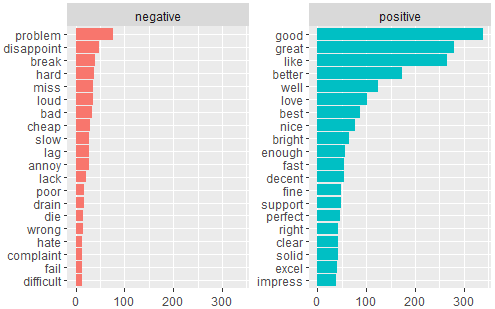 negative
problem
disappoint
break
hard
miss
loud
bad
cheap
slow
lag
annoy
lack
poor
drain
die
wrong
hate
complaint
fail
difficult
0 100 200 300
positive
good
great
like
better
well
love
best
nice
bright
enough
fast
decent
fine
support
perfect
right
clear
solid
excel
impress
0 100 200 300